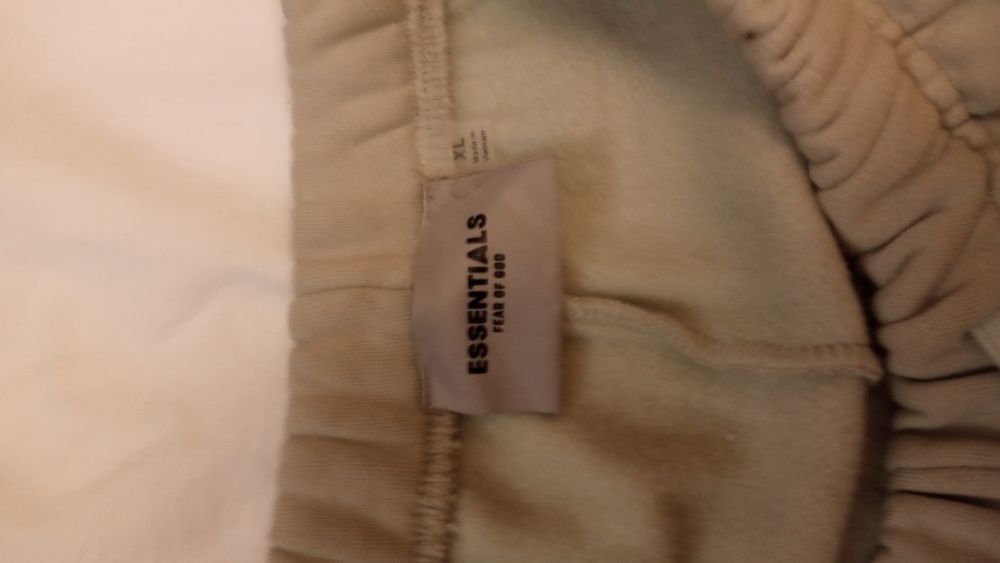 XL
Made in
Vietnam
ESSENTIALS
FEAR OF GOD